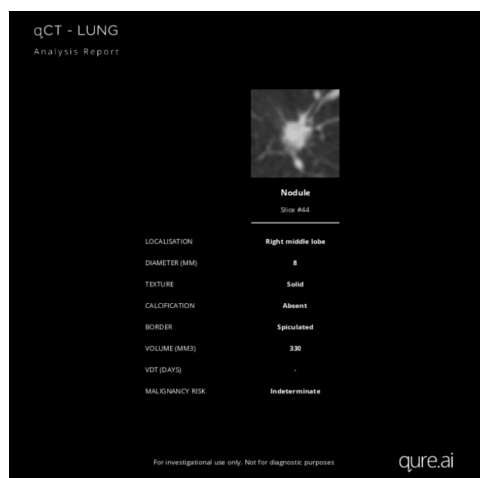 qCT - LUNG
Analysis Report
Nodule
Slice #44
LOCALISATION Right middle lobe
DIAMETER (MM) 8
TEXTURE Solid
CALCIFICATION Absent
BORDER Spiculated
VOLUME (MM3) 330
VDT (DAYS) -
MALIGNANCY RISK Indeterminate
For investigational use only. Not for diagnostic purposes
qure.ai